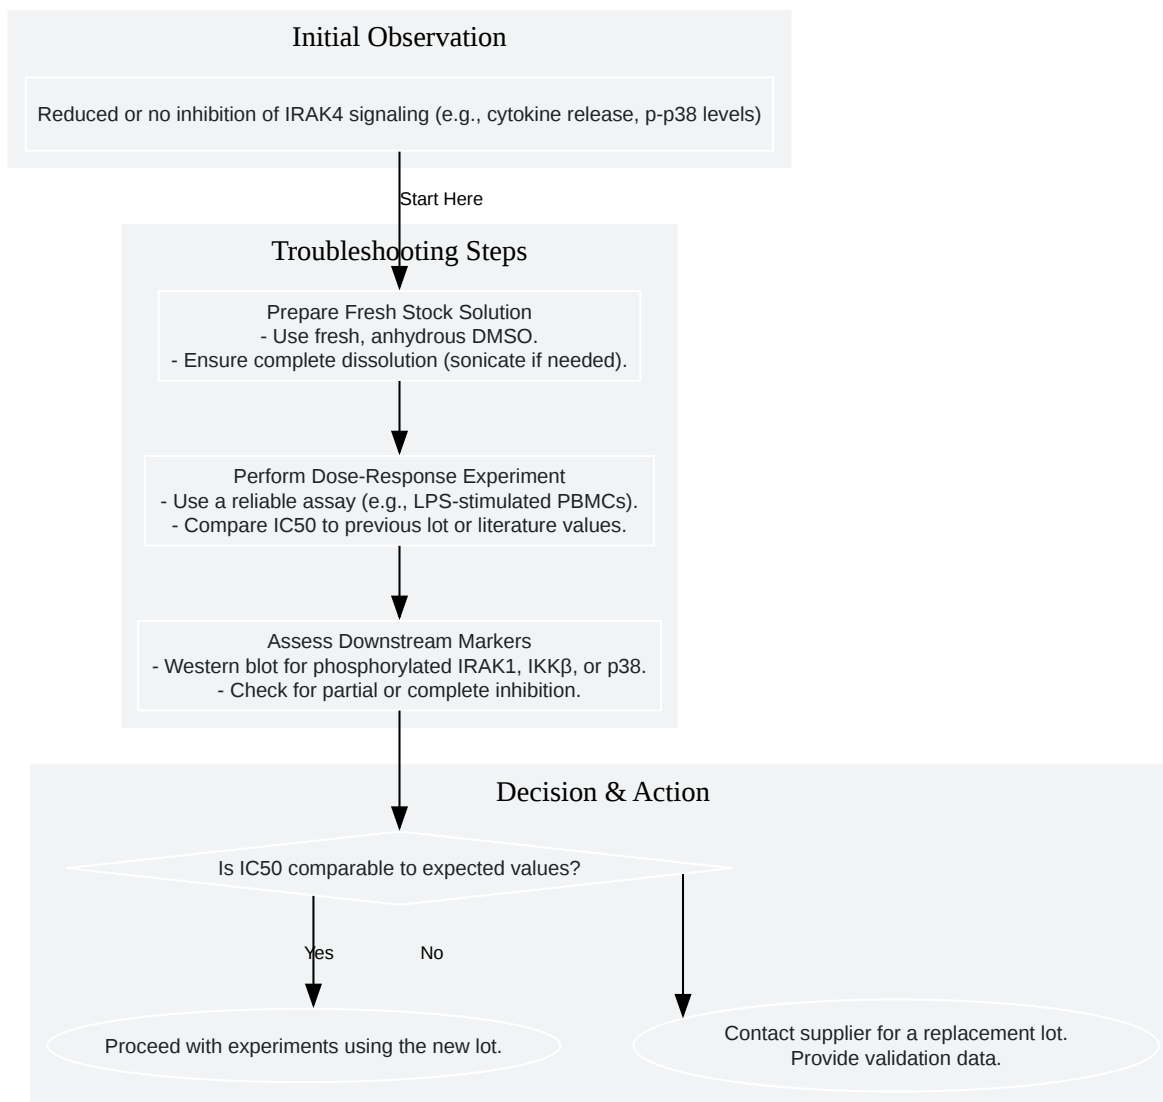 Initial Observation
Reduced or no inhibition of IRAK4 signaling (e.g., cytokine release, p-p38 levels)
Start Here
Troubleshooting Steps
Prepare Fresh Stock Solution
- Use fresh, anhydrous DMSO.
- Ensure complete dissolution (sonicate if needed).
Perform Dose-Response Experiment
- Use a reliable assay (e.g., LPS-stimulated PBMCs).
- Compare IC50 to previous lot or literature values.
Assess Downstream Markers
- Western blot for phosphorylated IRAK1, IKKβ, or p38.
- Check for partial or complete inhibition.
Decision & Action
Is IC50 comparable to expected values?
Yes
No
Proceed with experiments using the new lot.
Contact supplier for a replacement lot.
Provide validation data.